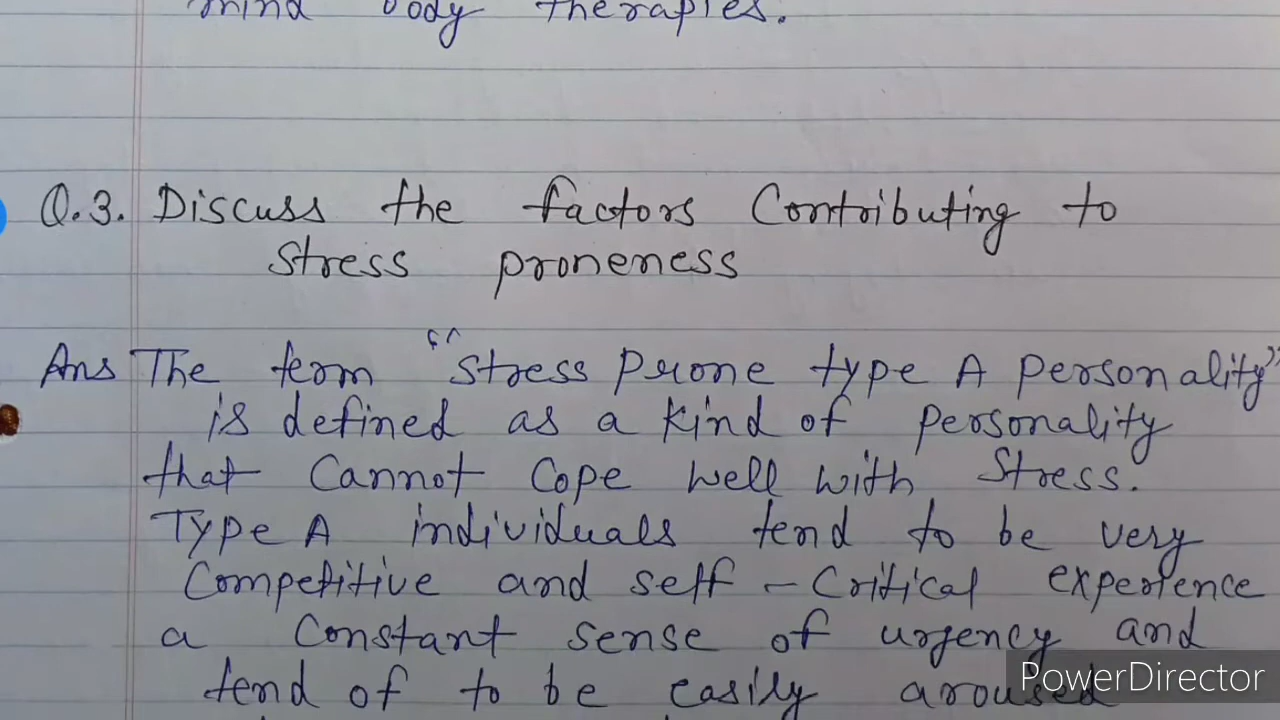 mind body therapies.
Q.3. Discuss the factors Contributing to
Stress proneness
Ans The term "Stress Prone type A personality"
is defined as a kind of personality
that Cannot Cope well with Stress.
Type A individuals tend to be very
Competitive and self-Critical experience
a Constant sense of urgency and
tend of to be easily aroused
PowerDirector